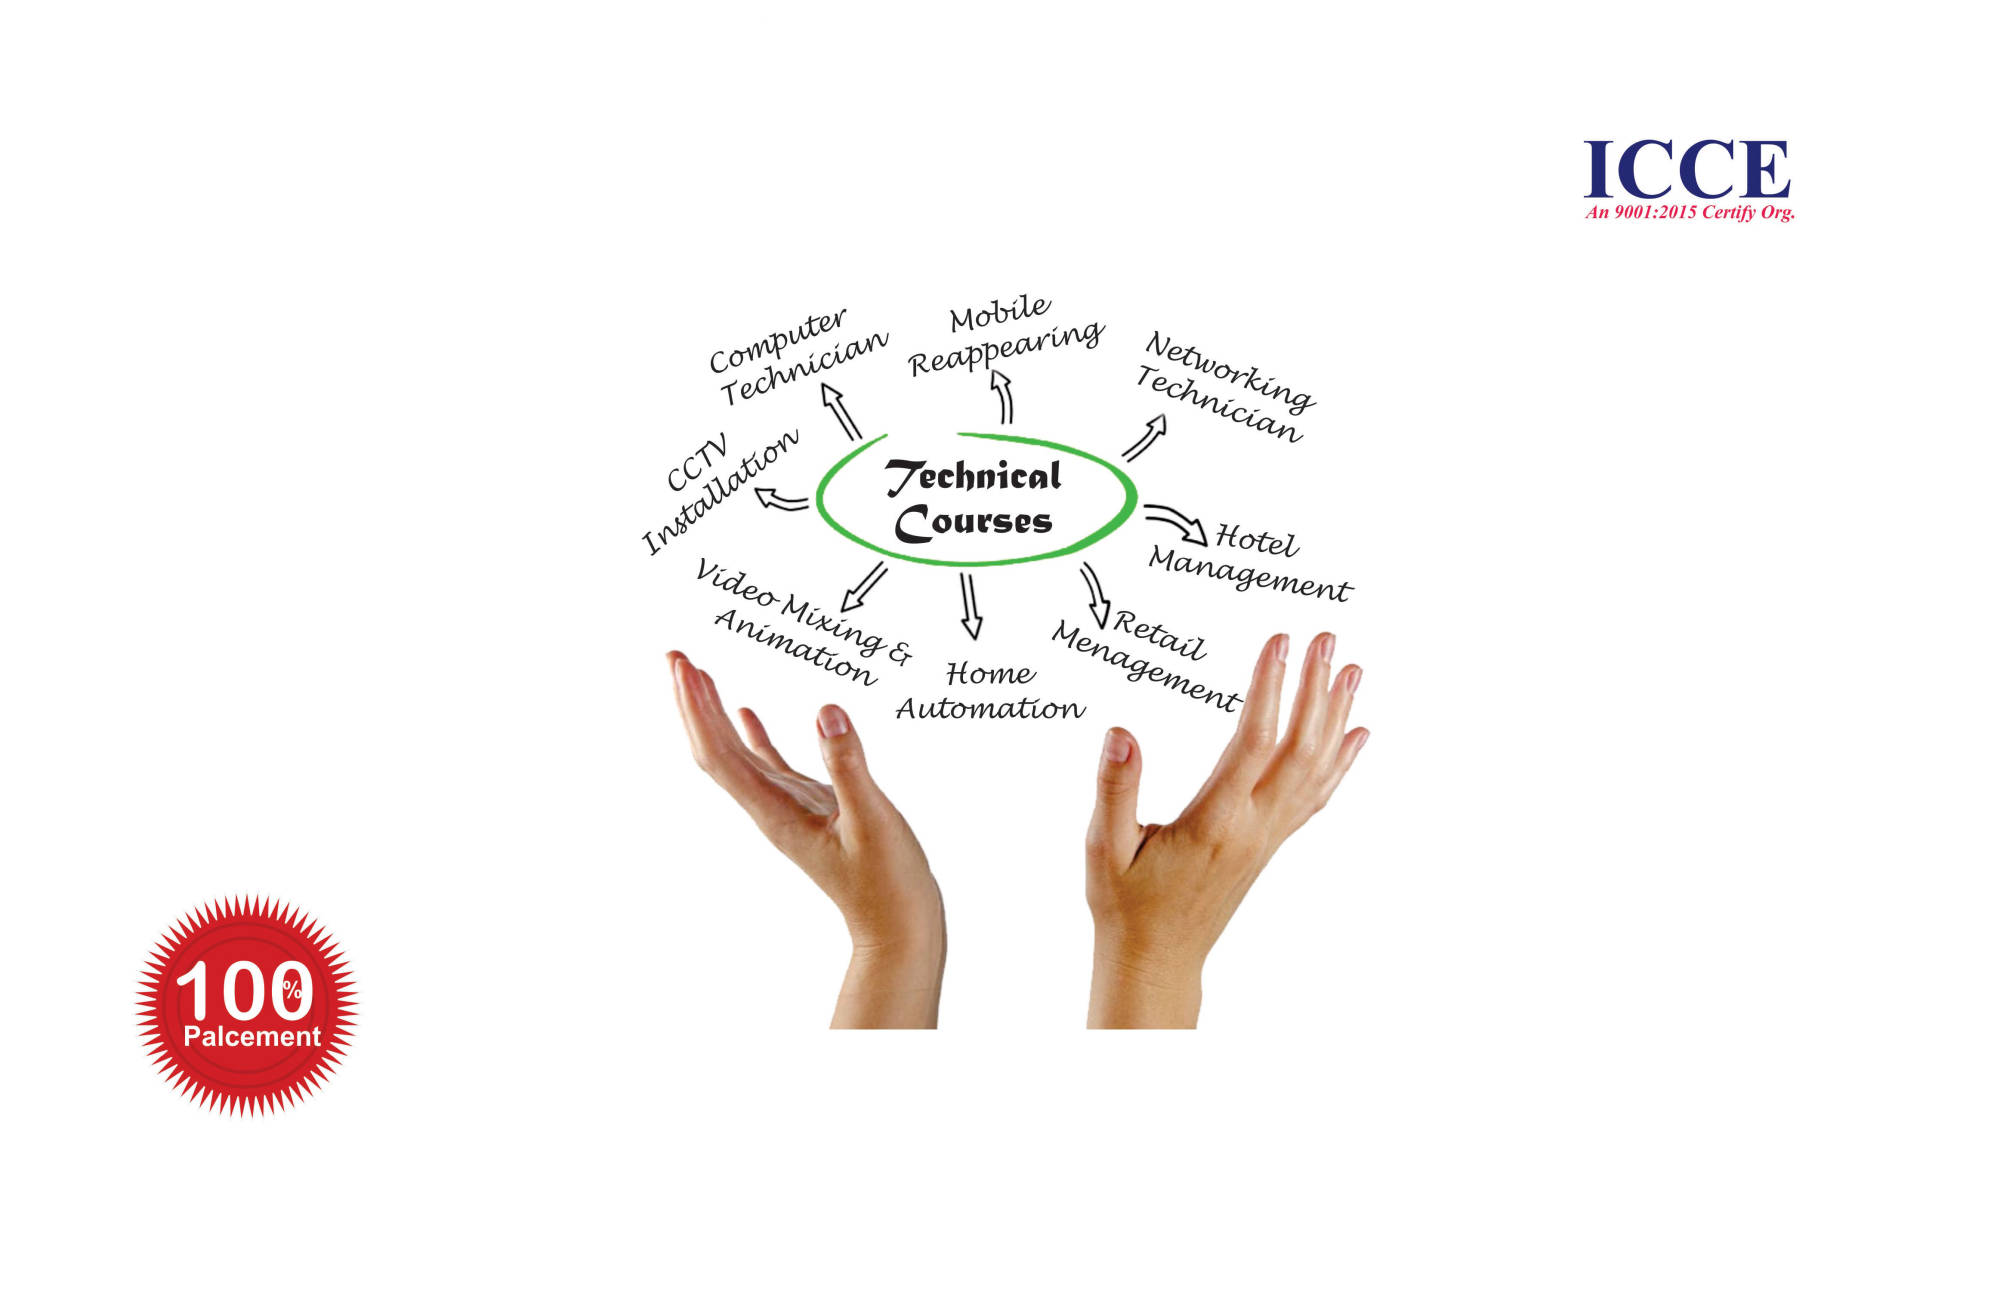 ICCE
An 9001:2015 Certify Org.
Computer
Technician
Mobile
Reappearing
Networking
Technician
CCTV
Installation
Technical
Courses
Hotel
Management
Video Mixing &
Animation
Home
Automation
Retail
Menagement
100%
Palcement